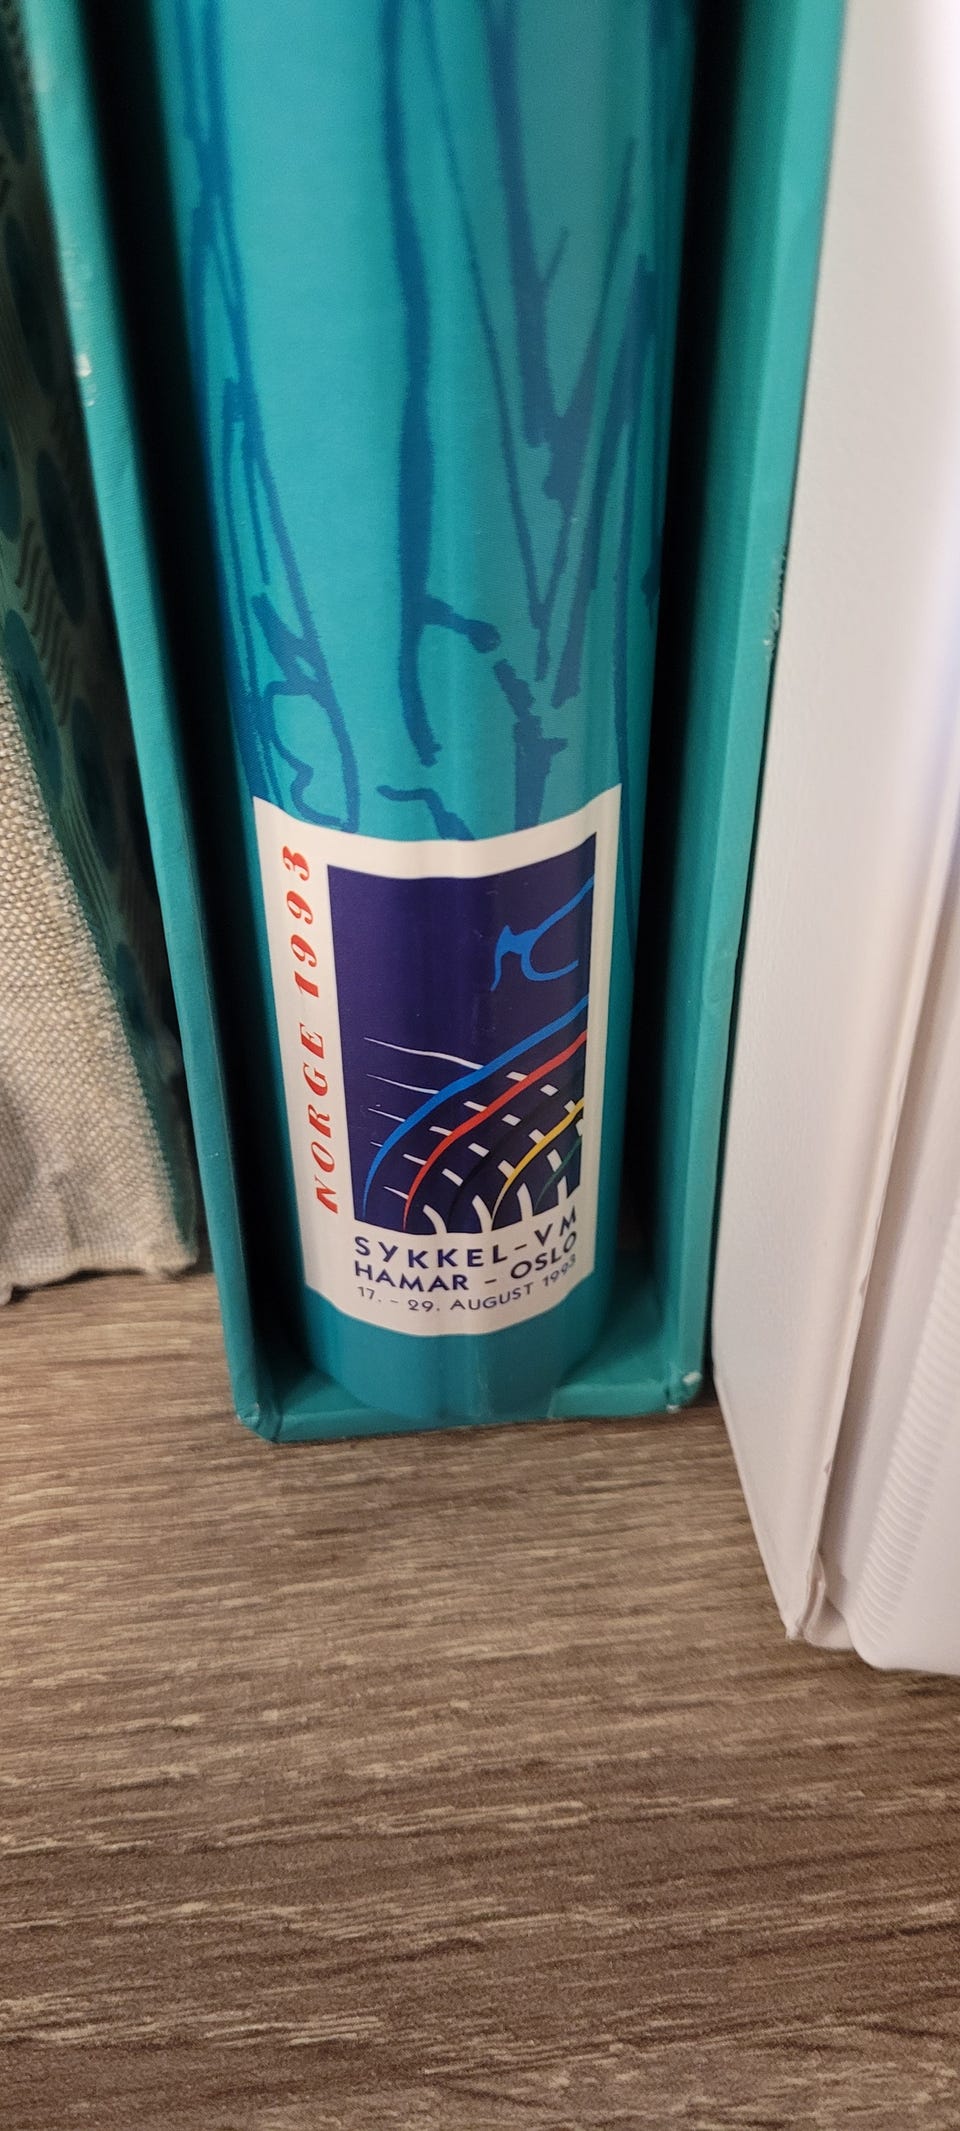 NORGE 1993
SYKKEL-VM
HAMAR - OSLO
17. - 29. AUGUST 1993